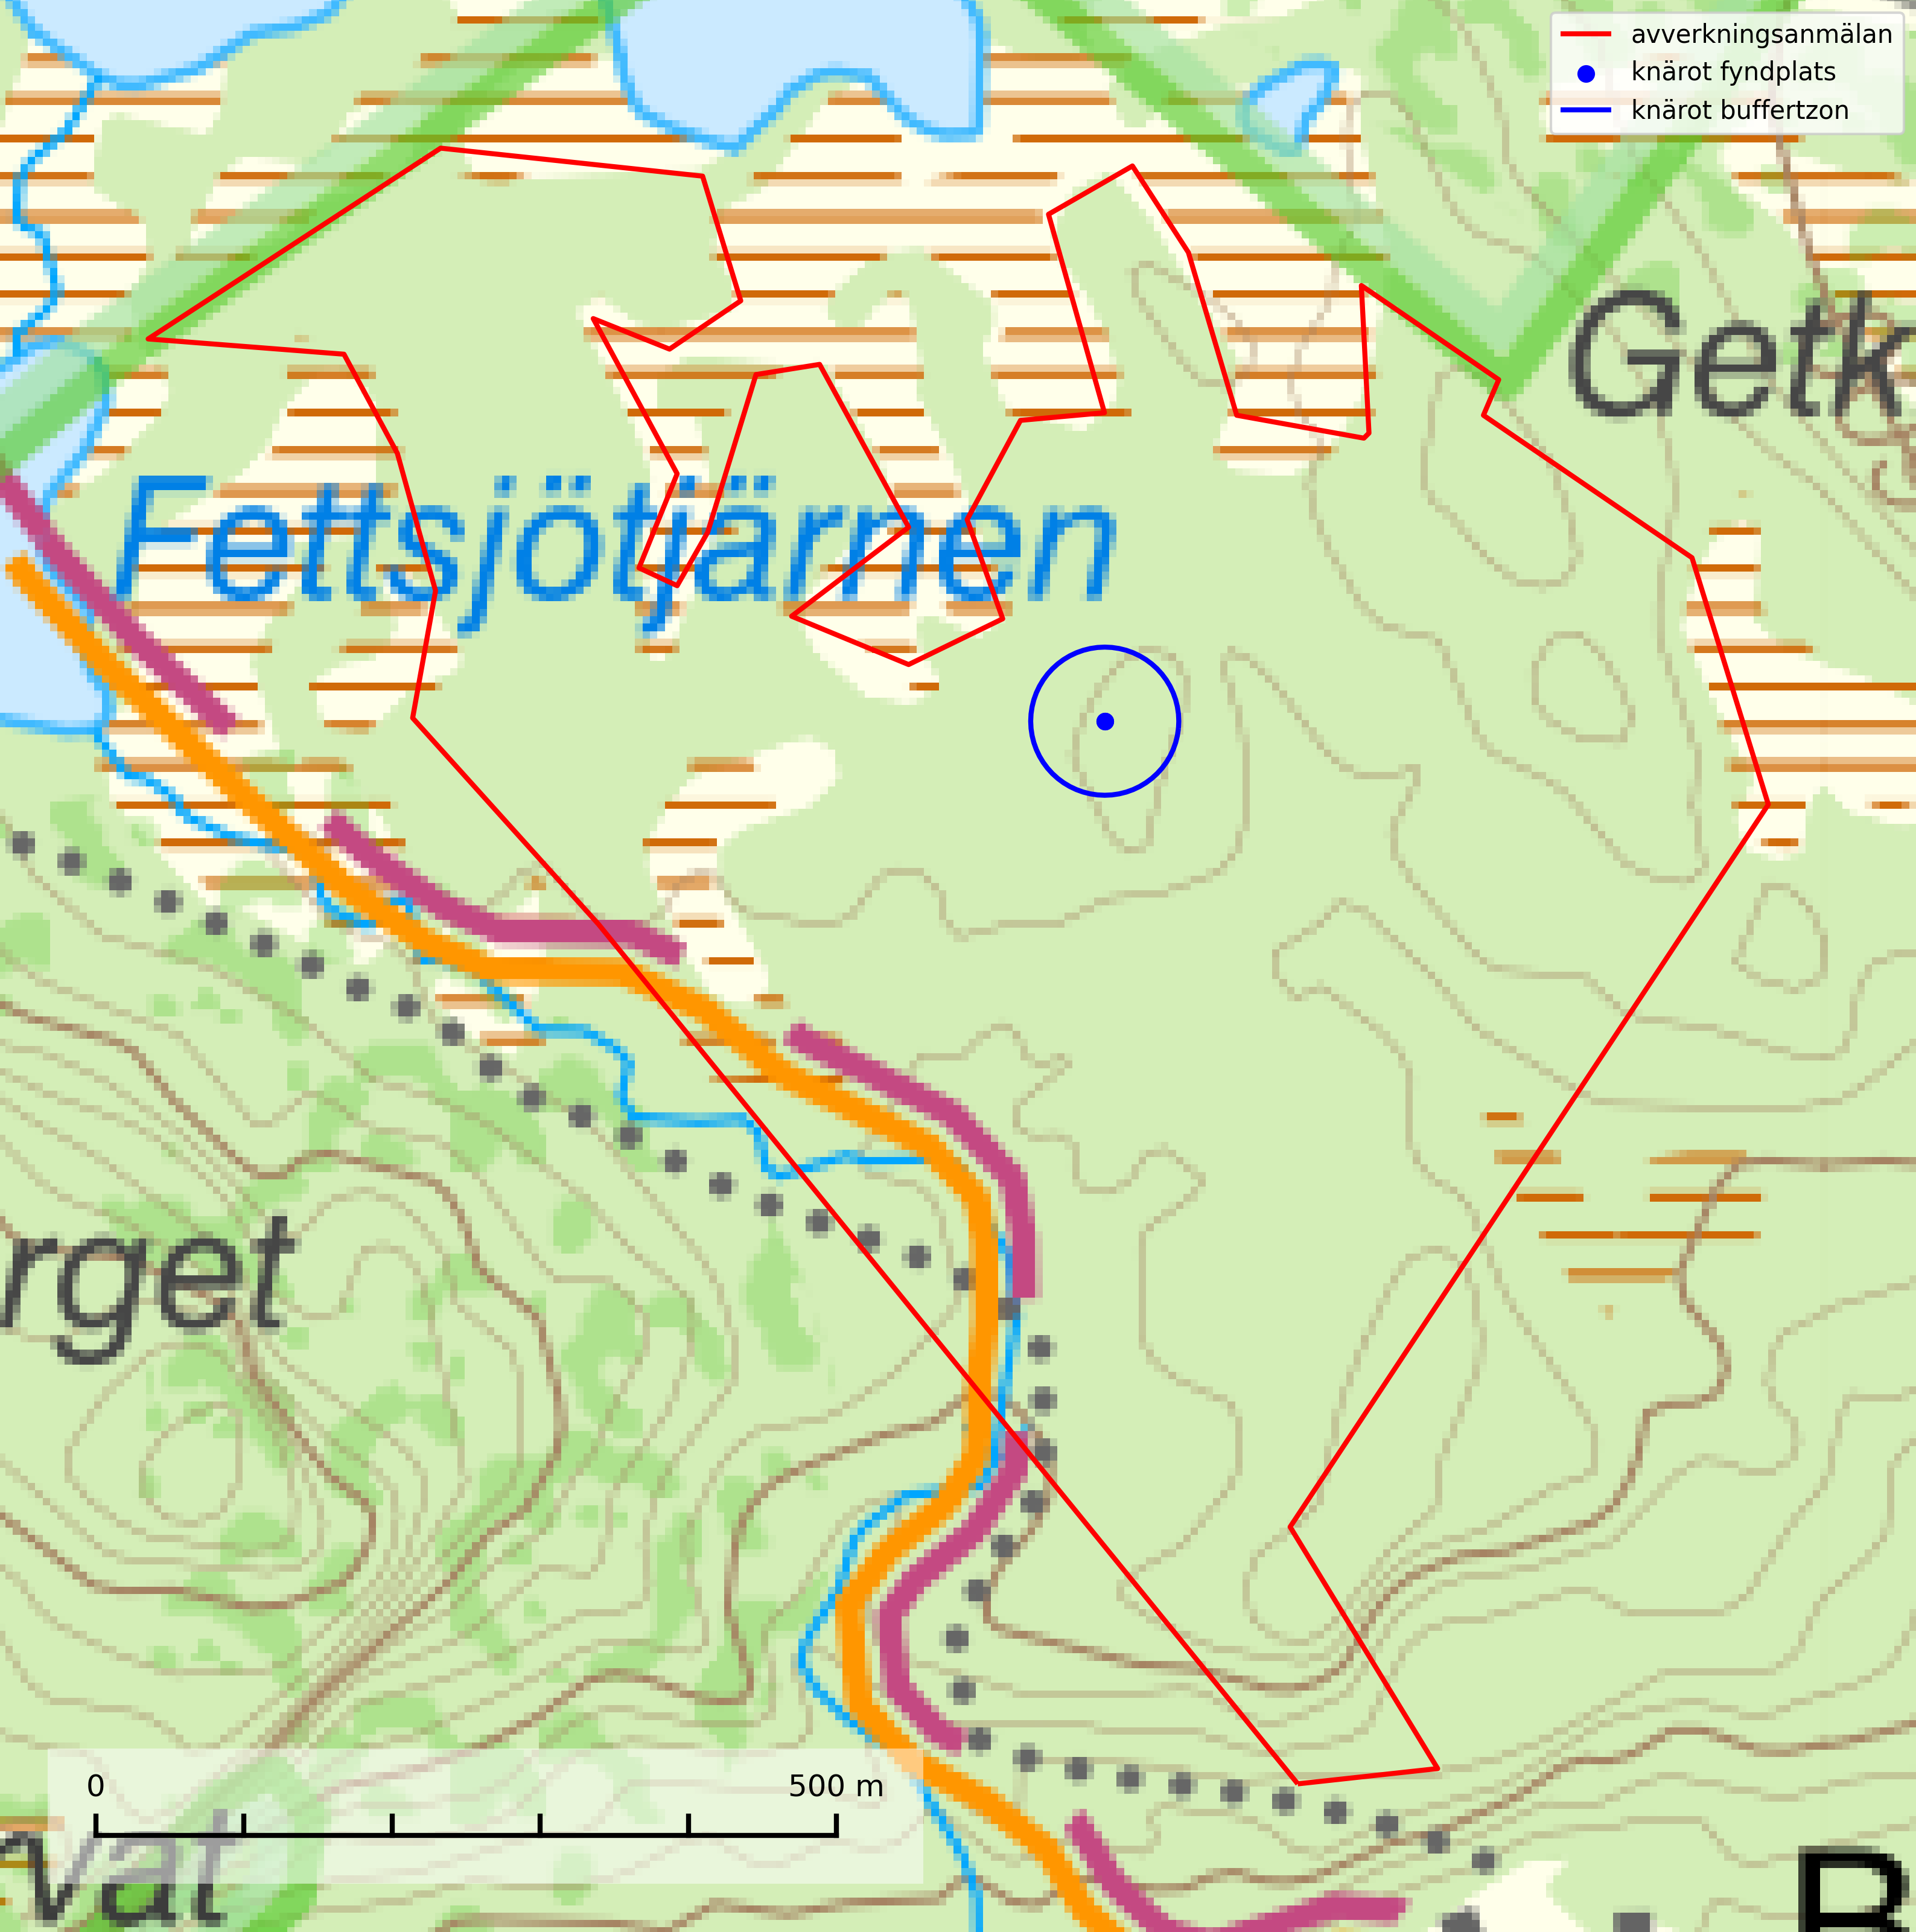 avverkningsanmälan
knärot fyndplats
knärot buffertzon
Getk
Fettsjötjärnen
rget
0 500 m
vat
B